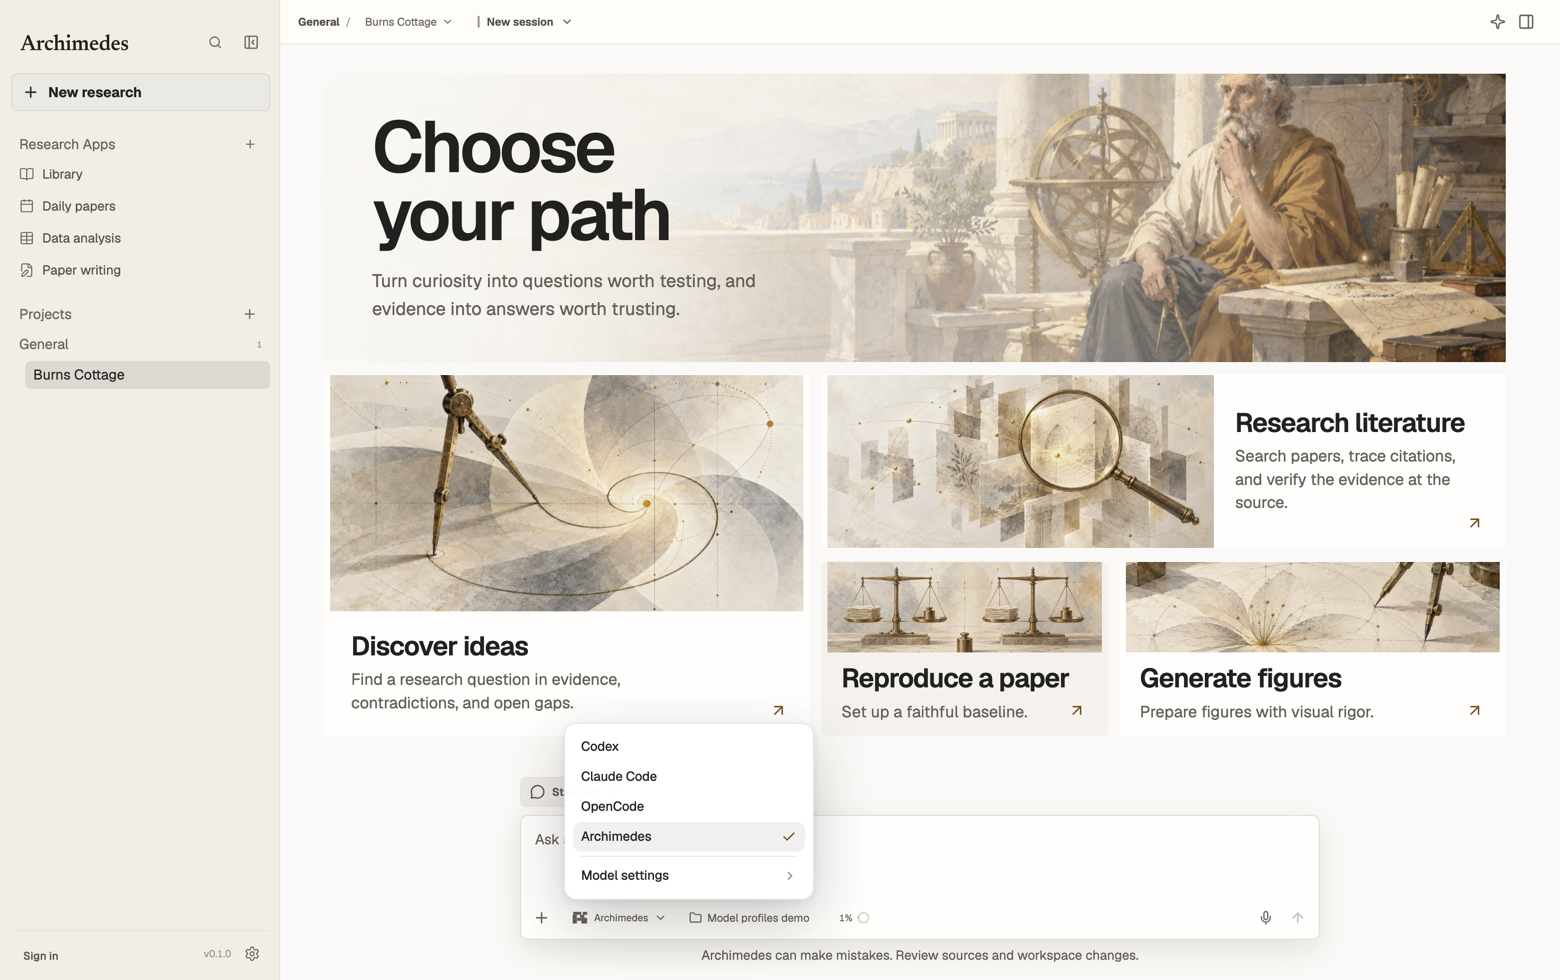 Archimedes
New research
Research Apps
Library
Daily papers
Data analysis
Paper writing
Projects
General 1
Burns Cottage
Sign in v0.1.0
General / Burns Cottage New session
Choose
your path
Turn curiosity into questions worth testing, and
evidence into answers worth trusting.
Discover ideas
Find a research question in evidence,
contradictions, and open gaps.
Research literature
Search papers, trace citations,
and verify the evidence at the
source.
Reproduce a paper
Set up a faithful baseline.
Generate figures
Prepare figures with visual rigor.
Codex
Claude Code
OpenCode
Archimedes
Model settings
Ask
Archimedes Model profiles demo 1%
Archimedes can make mistakes. Review sources and workspace changes.